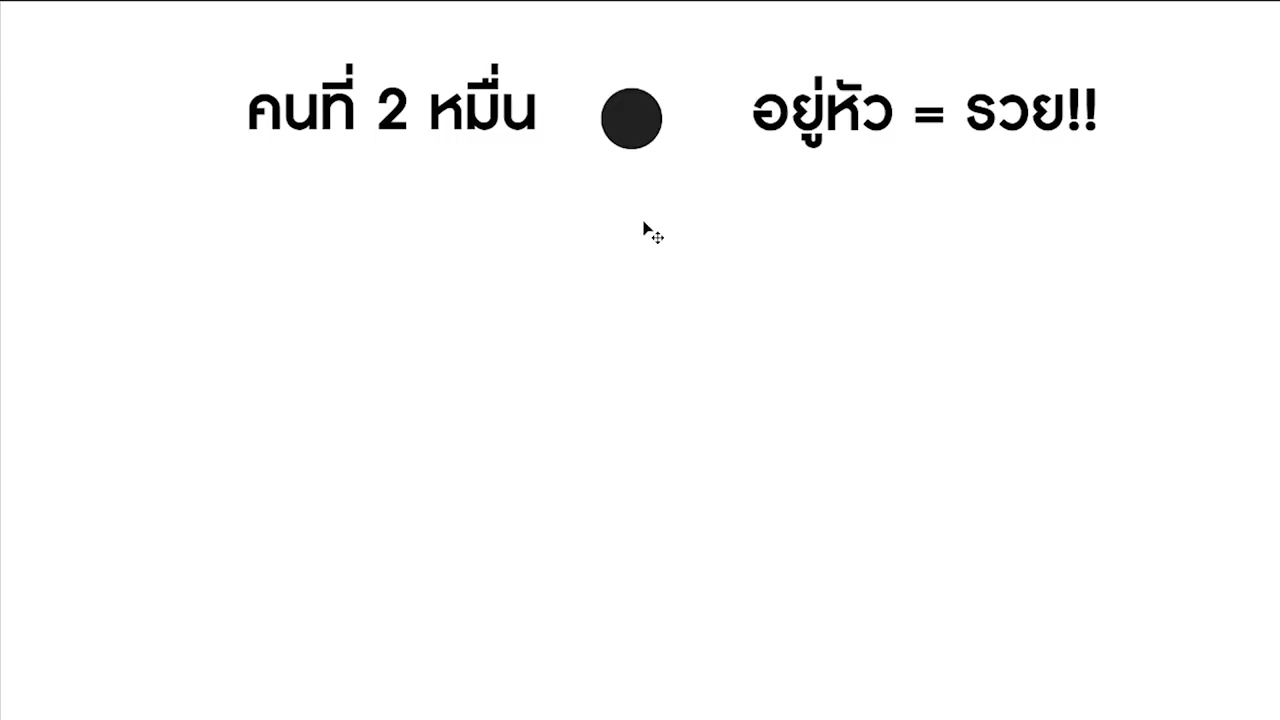 คนที่ 2 หมื่น อยู่หัว = รวย!!